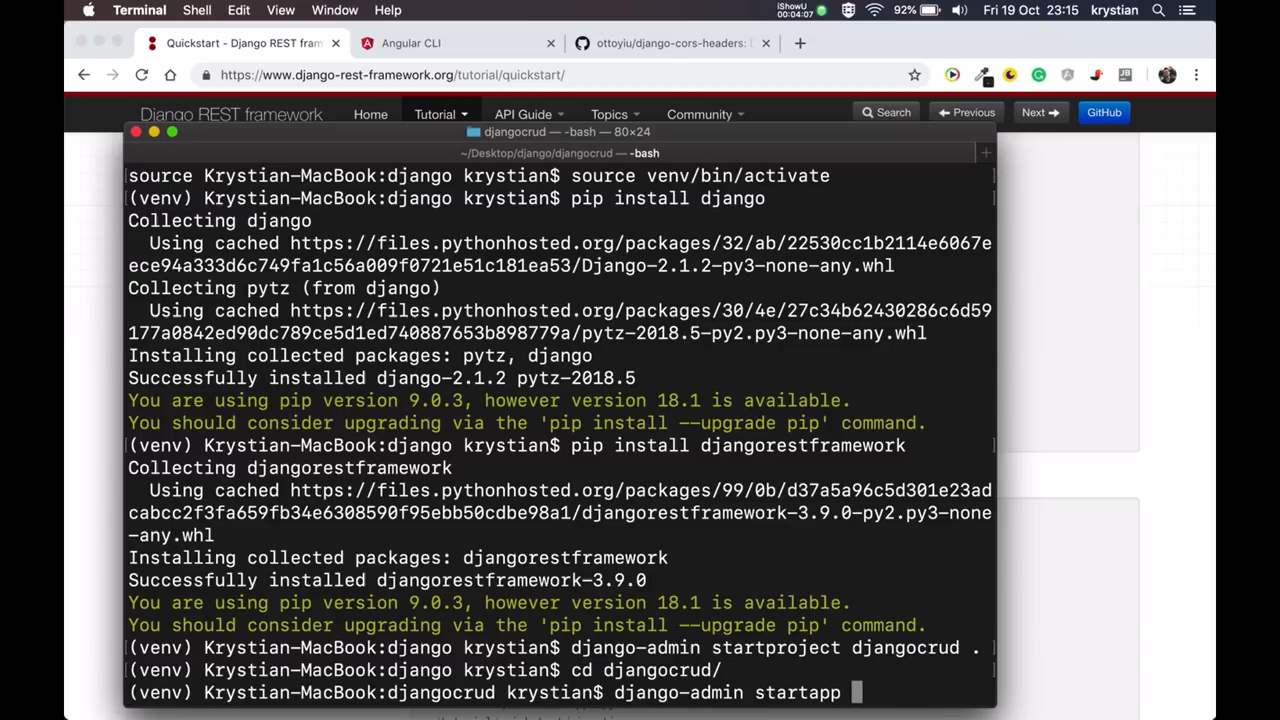 Terminal Shell Edit View Window Help iShowU 00:04:07 92% Fri 19 Oct 23:15 krystian
Quickstart - Django REST fram Angular CLI ottoyiu/django-cors-headers:
https://www.django-rest-framework.org/tutorial/quickstart/
Django REST framework Home Tutorial API Guide Topics Community Search Previous Next GitHub
djangocrud — -bash — 80×24
~/Desktop/django/djangocrud — -bash
source Krystian-MacBook:django krystian$ source venv/bin/activate
(venv) Krystian-MacBook:django krystian$ pip install django
Collecting django
Using cached https://files.pythonhosted.org/packages/32/ab/22530cc1b2114e6067e
ece94a333d6c749fa1c56a009f0721e51c181ea53/Django-2.1.2-py3-none-any.whl
Collecting pytz (from django)
Using cached https://files.pythonhosted.org/packages/30/4e/27c34b62430286c6d59
177a0842ed90dc789ce5d1ed740887653b898779a/pytz-2018.5-py2.py3-none-any.whl
Installing collected packages: pytz, django
Successfully installed django-2.1.2 pytz-2018.5
You are using pip version 9.0.3, however version 18.1 is available.
You should consider upgrading via the 'pip install --upgrade pip' command.
(venv) Krystian-MacBook:django krystian$ pip install djangorestframework
Collecting djangorestframework
Using cached https://files.pythonhosted.org/packages/99/0b/d37a5a96c5d301e23ad
cabcc2f3fa659fb34e6308590f95ebb50cdbe98a1/djangorestframework-3.9.0-py2.py3-none
-any.whl
Installing collected packages: djangorestframework
Successfully installed djangorestframework-3.9.0
You are using pip version 9.0.3, however version 18.1 is available.
You should consider upgrading via the 'pip install --upgrade pip' command.
(venv) Krystian-MacBook:django krystian$ django-admin startproject djangocrud .
(venv) Krystian-MacBook:django krystian$ cd djangocrud/
(venv) Krystian-MacBook:djangocrud krystian$ django-admin startapp